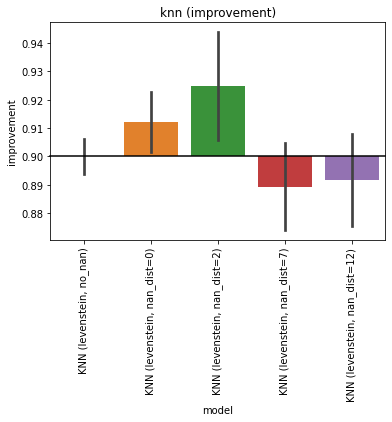 knn (improvement)
improvement
0.94
0.93
0.92
0.91
0.90
0.89
0.88
KNN (levenstein, no_nan)
KNN (levenstein, nan_dist=0)
KNN (levenstein, nan_dist=2)
KNN (levenstein, nan_dist=7)
KNN (levenstein, nan_dist=12)
model